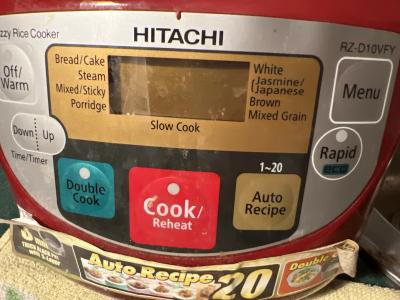 zzy Rice Cooker
HITACHI
RZ-D10VFY
Bread/Cake
Steam
Mixed/Sticky
Porridge
White
Jasmine/
Japanese
Brown
Mixed Grain
Slow Cook
Off/
Warm
Menu
Down Up
Time/Timer
Rapid
eco
Double
Cook
Cook/
Reheat
1~20
Auto
Recipe
Auto Recipe 20
Double C